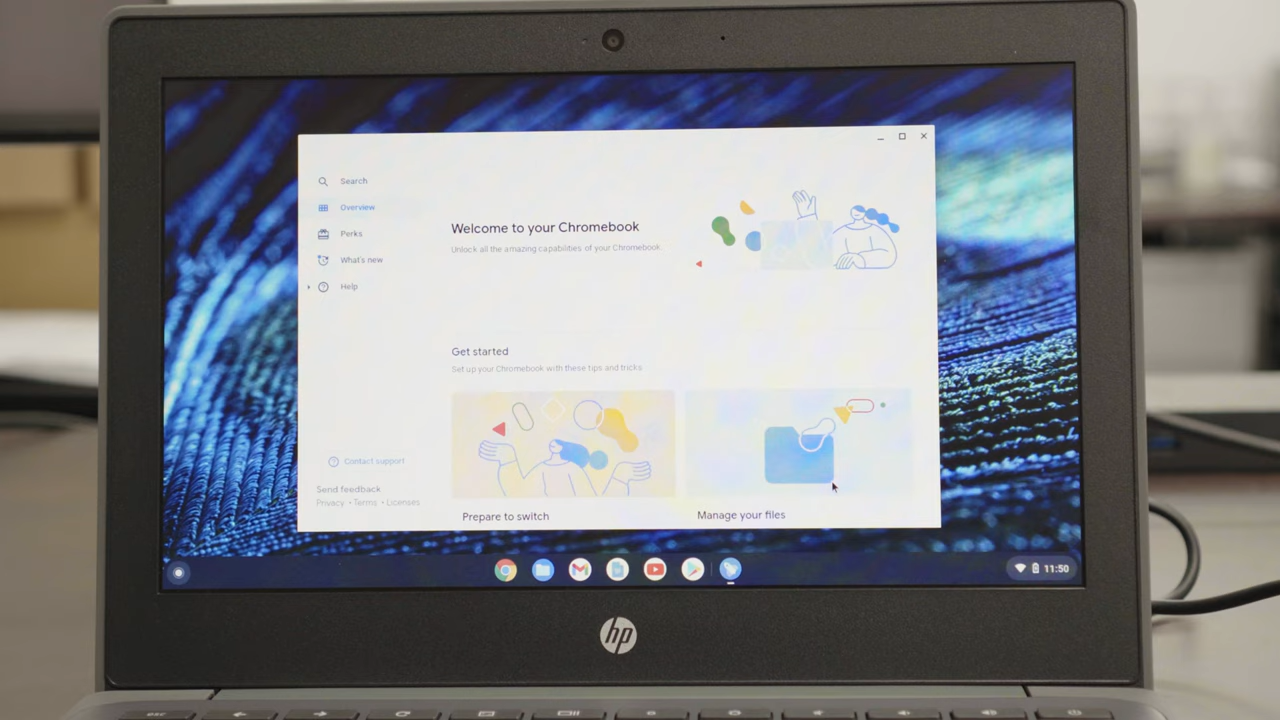 Search
Overview
Perks
What's new
Help
Welcome to your Chromebook
Unlock all the amazing capabilities of your Chromebook.
Get started
Set up your Chromebook with these tips and tricks
Contact support
Send feedback
Privacy • Terms • Licenses
Prepare to switch
Manage your files
11:50
hp
esc